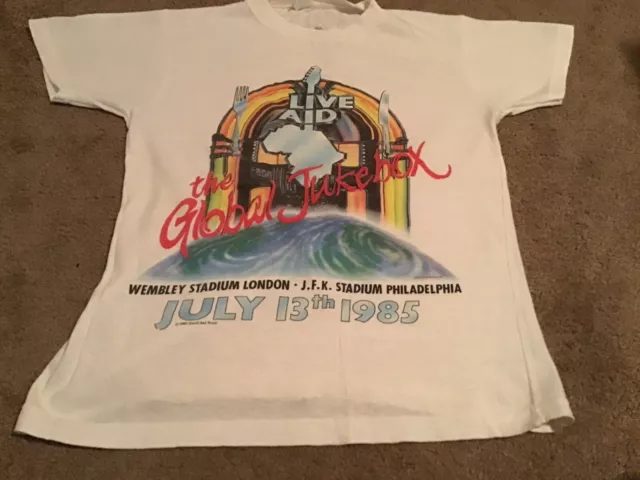 LIVE
AID
the
Global Jukebox
WEMBLEY STADIUM LONDON · J.F.K. STADIUM PHILADELPHIA
JULY 13th 1985